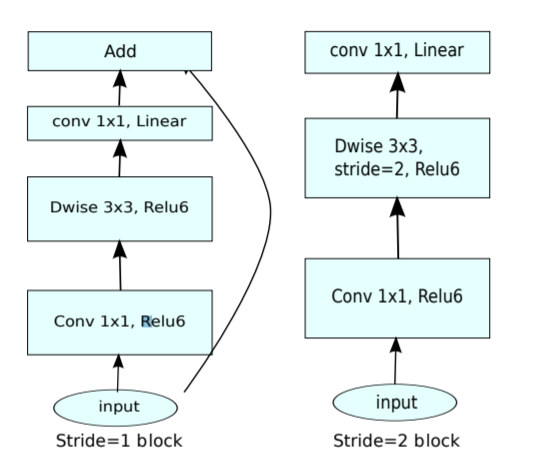 Add
conv 1x1, Linear
Dwise 3x3, Relu6
Conv 1x1, Relu6
input
Stride=1 block
conv 1x1, Linear
Dwise 3x3,
stride=2, Relu6
Conv 1x1, Relu6
input
Stride=2 block